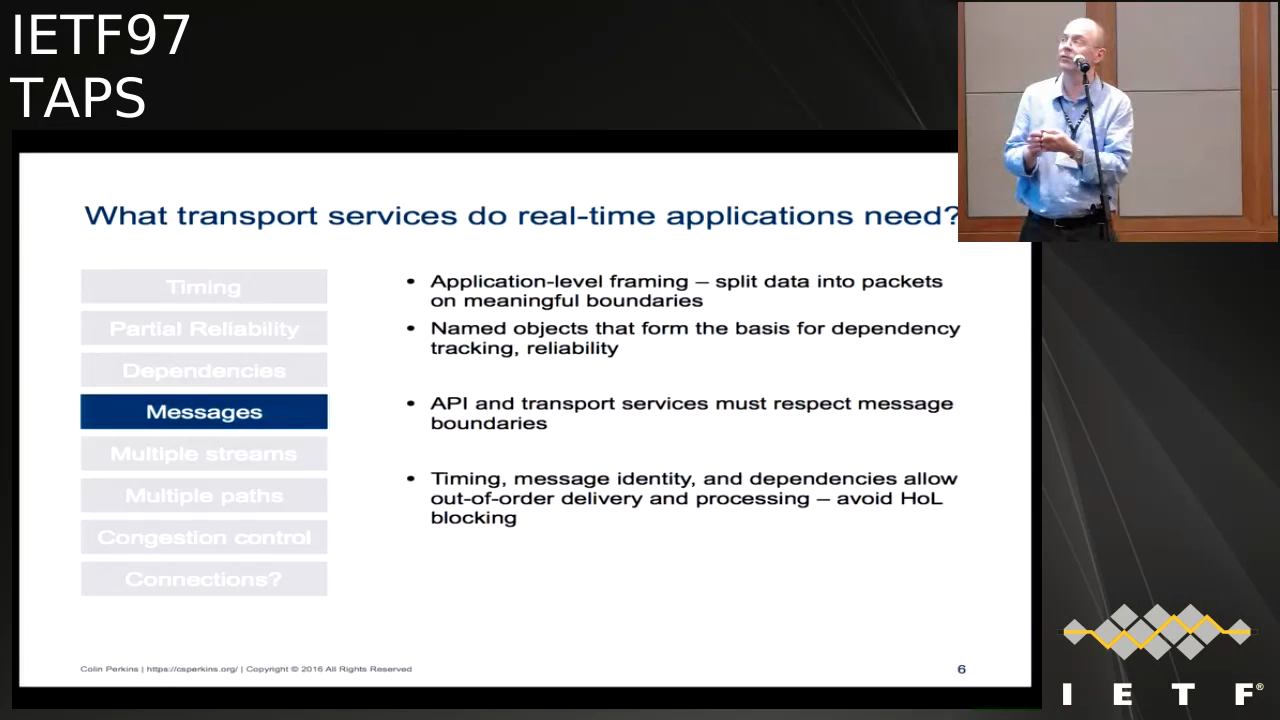 IETF97
TAPS
What transport services do real-time applications need?
Timing
Partial Reliability
Dependencies
Messages
Multiple streams
Multiple paths
Congestion control
Connections?
• Application-level framing – split data into packets
on meaningful boundaries
• Named objects that form the basis for dependency
tracking, reliability
• API and transport services must respect message
boundaries
• Timing, message identity, and dependencies allow
out-of-order delivery and processing – avoid HoL
blocking
Colin Perkins | https://csperkins.org/ | Copyright © 2016 All Rights Reserved
6
I E T F®